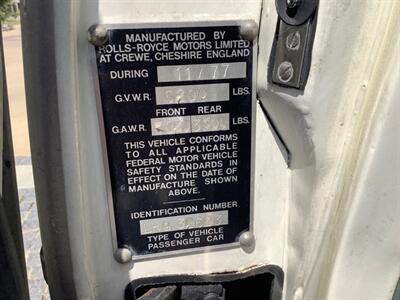 MANUFACTURED BY
ROLLS-ROYCE MOTORS LIMITED
AT CREWE, CHESHIRE ENGLAND
DURING 11/77
G.V.W.R. LBS.
FRONT REAR
G.A.W.R. LBS.
THIS VEHICLE CONFORMS
TO ALL APPLICABLE
FEDERAL MOTOR VEHICLE
SAFETY STANDARDS IN
EFFECT ON THE DATE OF
MANUFACTURE SHOWN
ABOVE.
IDENTIFICATION NUMBER
TYPE OF VEHICLE
PASSENGER CAR